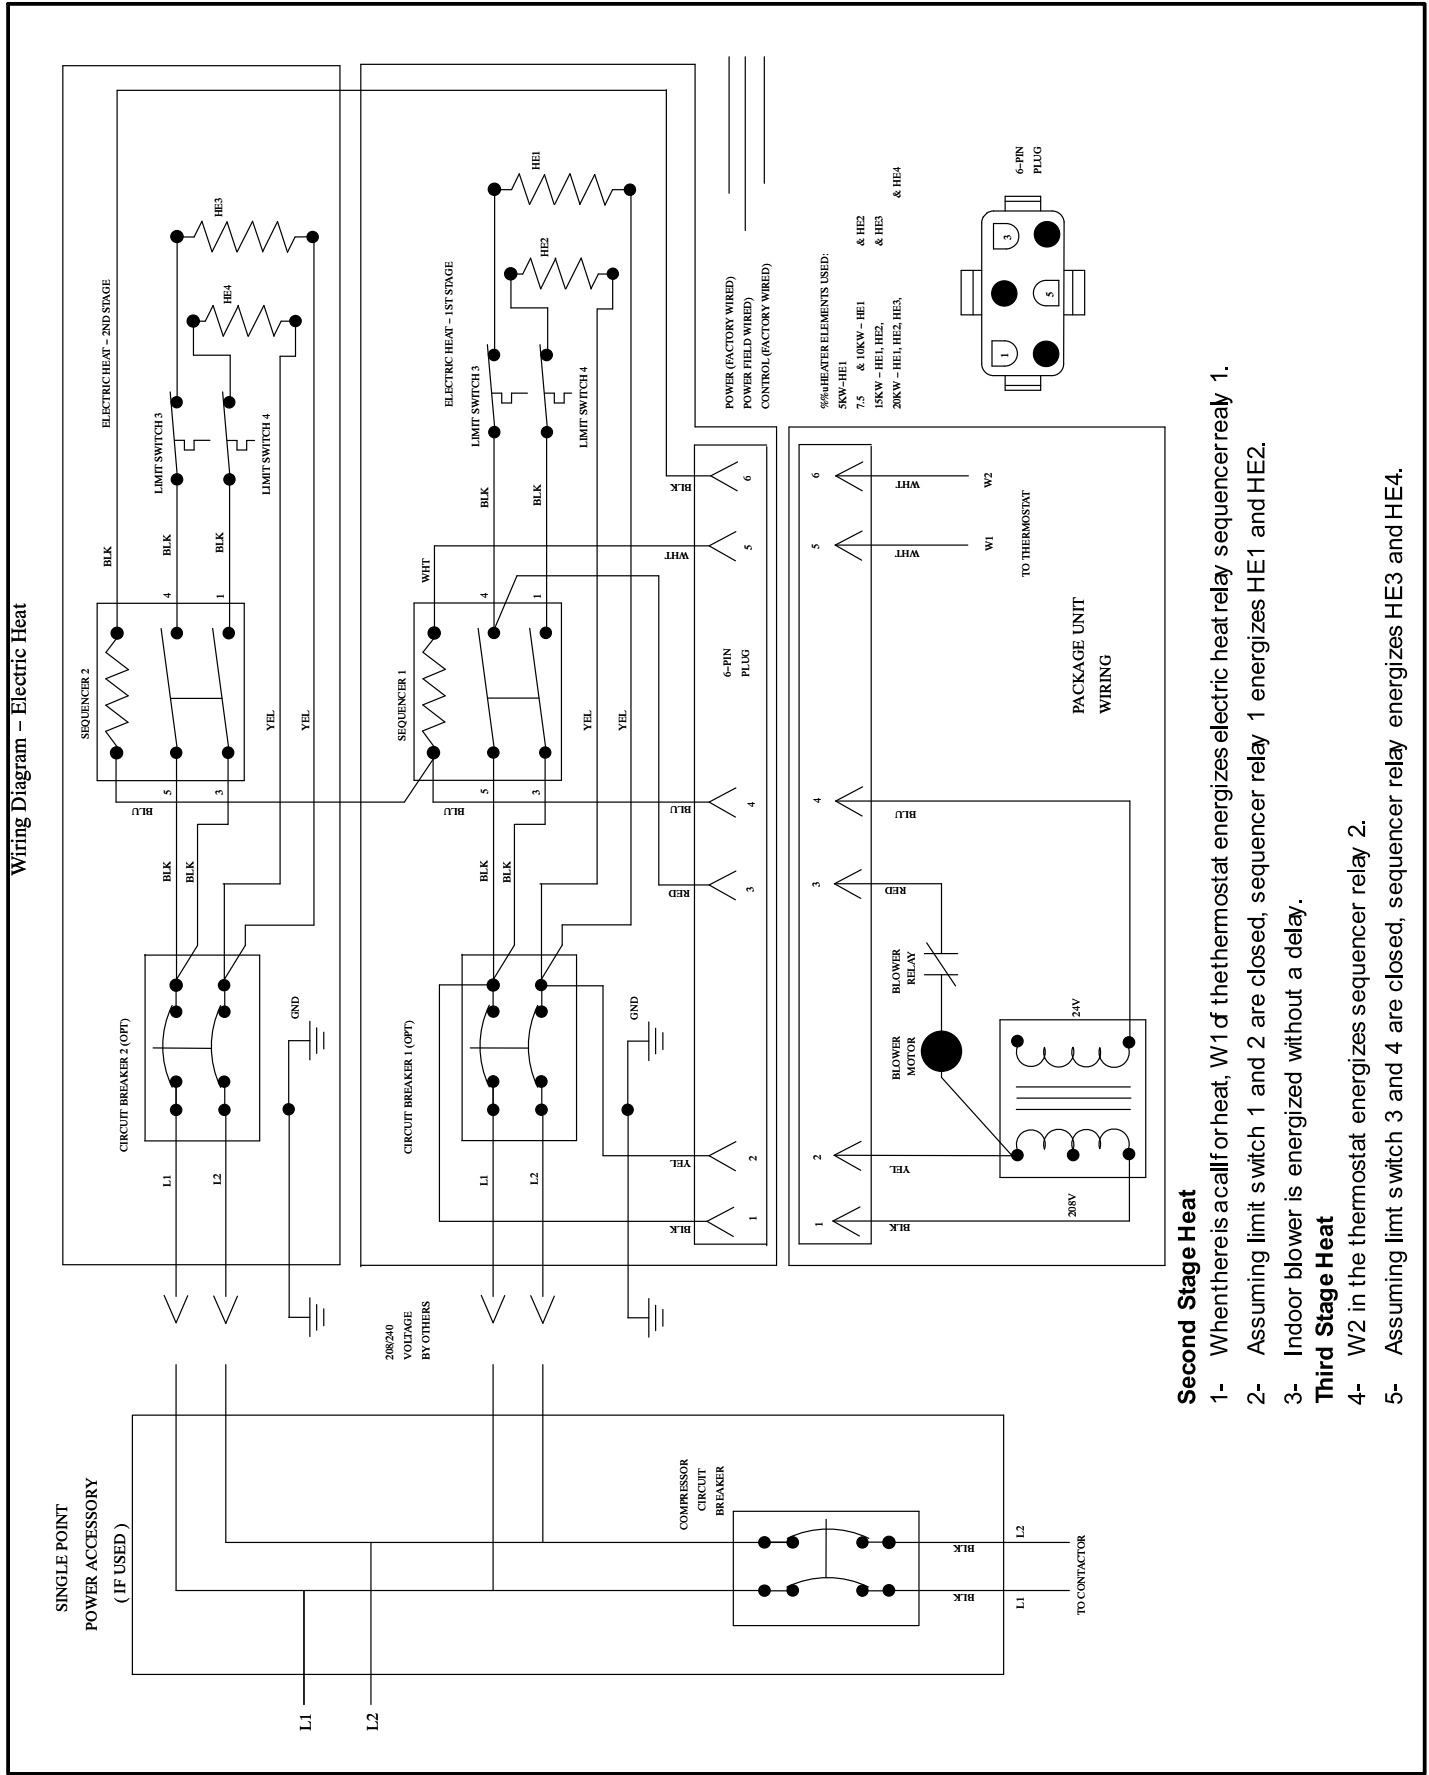 Wiring Diagram – Electric Heat
SINGLE POINT
POWER ACCESSORY
( IF USED )
L1
L2
COMPRESSOR
CIRCUIT
BREAKER
BLK
BLK
L1
L2
TO CONTACTOR
208/240
VOLTAGE
BY OTHERS
ELECTRIC HEAT – 2ND STAGE
CIRCUIT BREAKER 2 (OPT)
L1
L2
GND
BLK
BLK
BLU
SEQUENCER 2
5
3
4
1
YEL
YEL
BLK
BLK
BLK
LIMIT SWITCH 3
LIMIT SWITCH 4
HE3
HE4
ELECTRIC HEAT – 1ST STAGE
CIRCUIT BREAKER 1 (OPT)
L1
L2
GND
BLK
BLK
BLU
SEQUENCER 1
5
3
4
1
YEL
YEL
WHT
BLK
BLK
LIMIT SWITCH 3
LIMIT SWITCH 4
HE1
HE2
BLK
YEL
RED
BLU
WHT
BLK
1
2
3
4
5
6
6–PIN
PLUG
POWER (FACTORY WIRED)
POWER FIELD WIRED)
CONTROL (FACTORY WIRED)
%%uHEATER ELEMENTS USED:
5KW–HE1
7.5 & 10KW – HE1 & HE2
15KW – HE1, HE2, & HE3
20KW – HE1, HE2, HE3, & HE4
6–PIN
PLUG
1
3
5
1
2
3
4
5
6
BLK
YEL
RED
BLU
WHT
WHT
W1
W2
TO THERMOSTAT
BLOWER
MOTOR
BLOWER
RELAY
208V
24V
PACKAGE UNIT
WIRING
Second Stage Heat
1- When there is a call for heat, W1 of the thermostat energizes electric heat relay sequencer realy 1.
2- Assuming limit switch 1 and 2 are closed, sequencer relay 1 energizes HE1 and HE2.
3- Indoor blower is energized without a delay.
Third Stage Heat
4- W2 in the thermostat energizes sequencer relay 2.
5- Assuming limt switch 3 and 4 are closed, sequencer relay energizes HE3 and HE4.